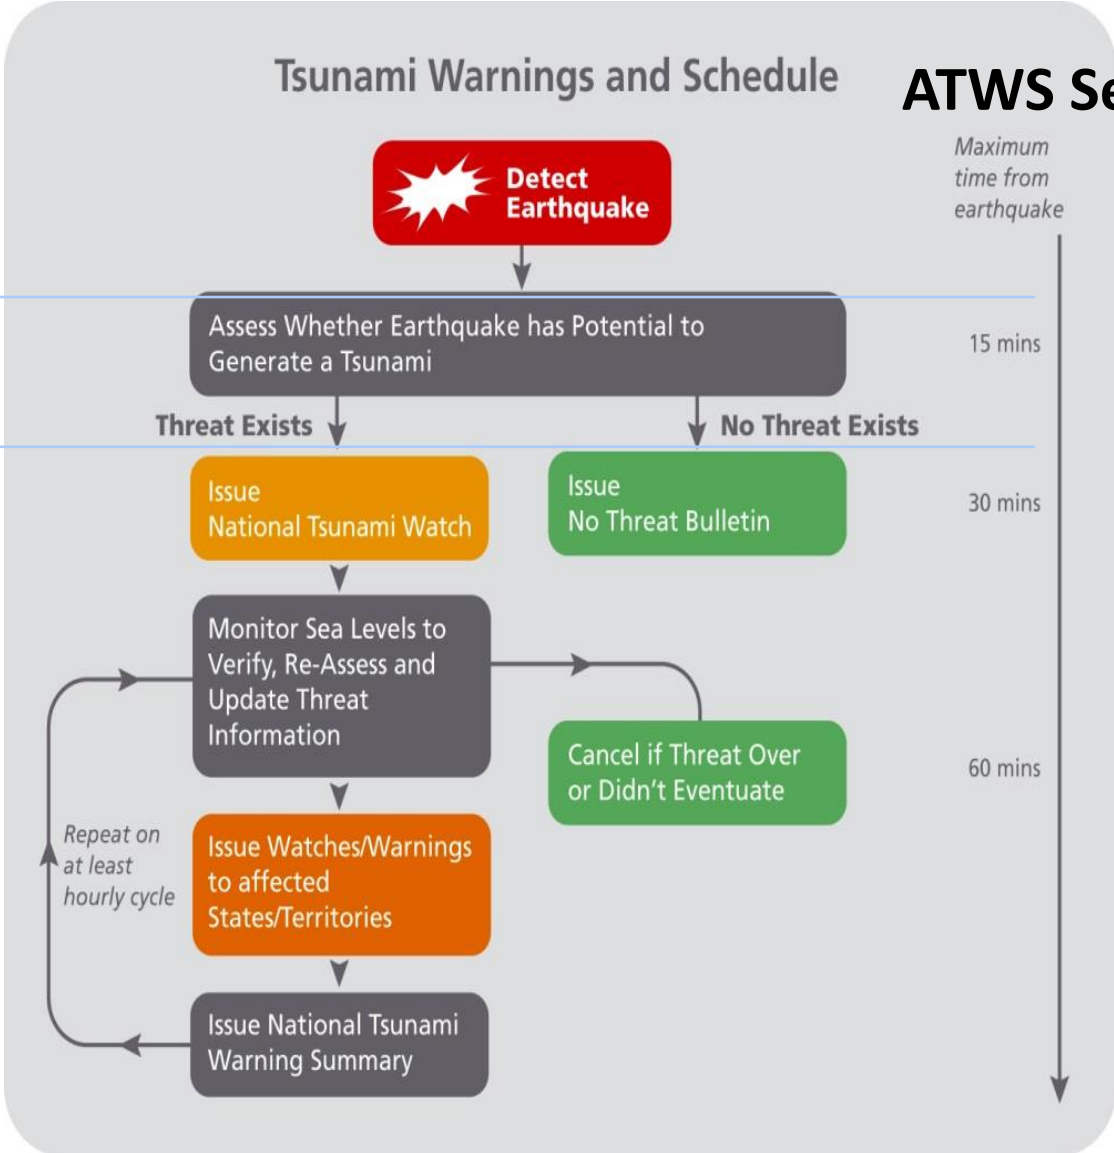 Tsunami Warnings and Schedule
ATWS
Maximum
time from
earthquake
Detect
Earthquake
Assess Whether Earthquake has Potential to
Generate a Tsunami
15 mins
Threat Exists
No Threat Exists
Issue
National Tsunami Watch
Issue
No Threat Bulletin
30 mins
Monitor Sea Levels to
Verify, Re-Assess and
Update Threat
Information
Cancel if Threat Over
or Didn't Eventuate
60 mins
Repeat on
at least
hourly cycle
Issue Watches/Warnings
to affected
States/Territories
Issue National Tsunami
Warning Summary